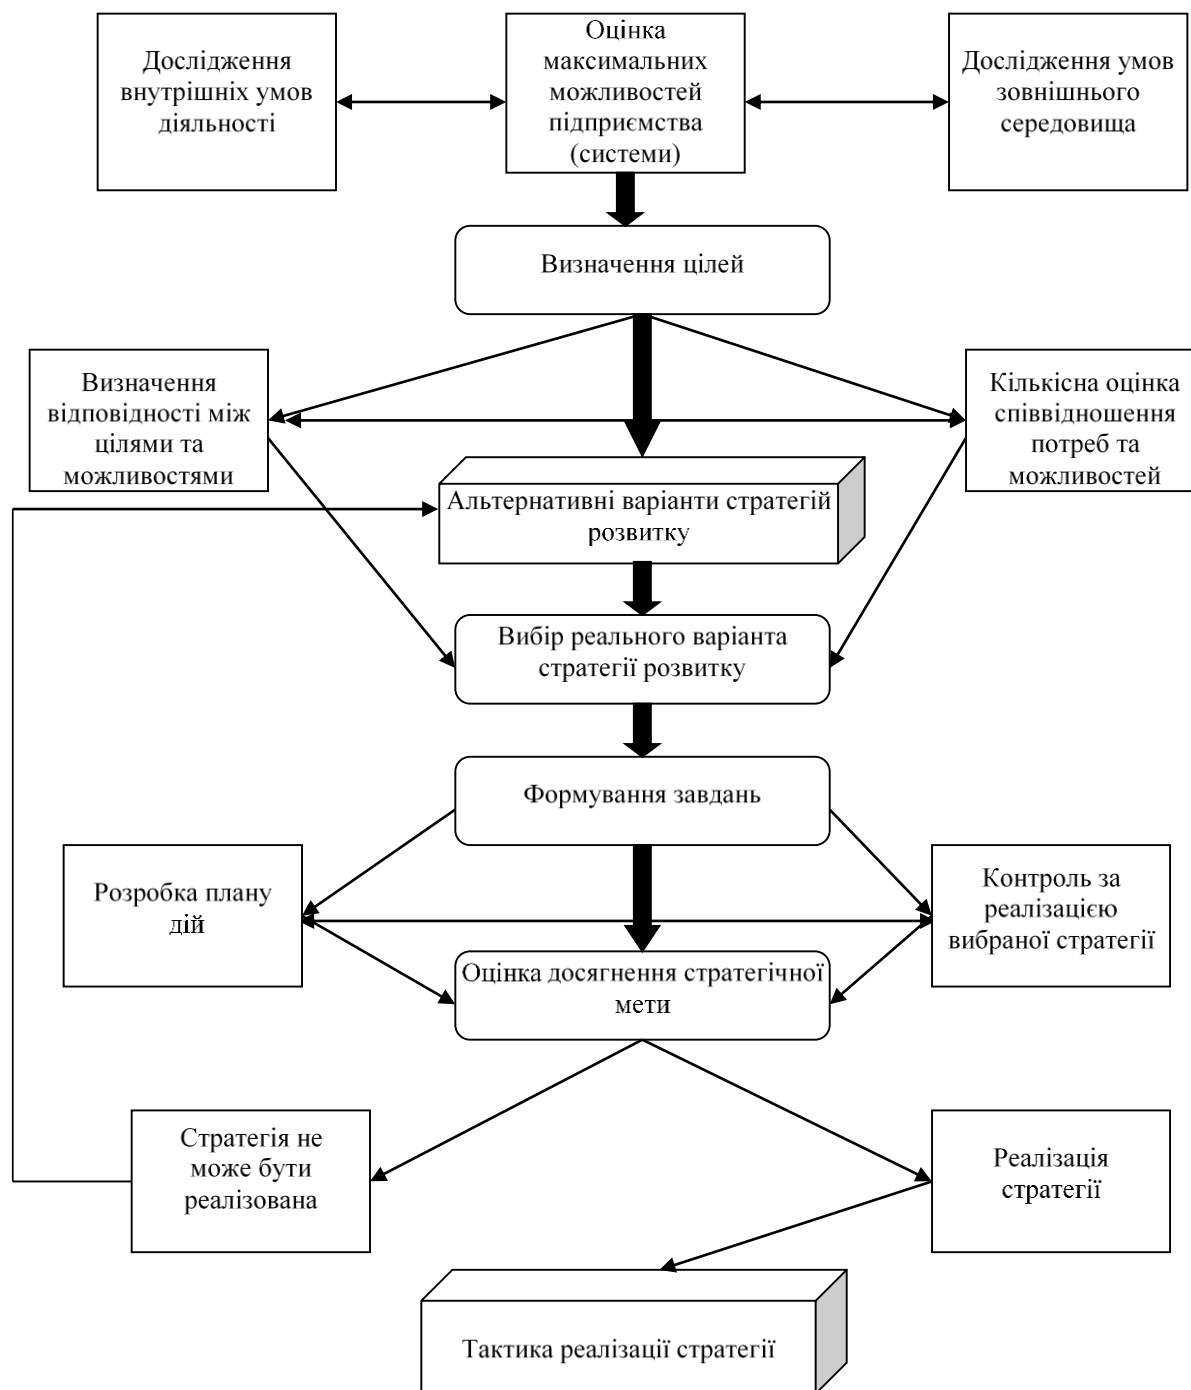 Дослідження
внутрішніх умов
діяльності
Оцінка
максимальних
можливостей
підприємства
(системи)
Дослідження умов
зовнішнього
середовища
Визначення цілей
Визначення
відповідності між
цілями та
можливостями
Кількісна оцінка
співвідношення
потреб та
можливостей
Альтернативні варіанти стратегій
розвитку
Вибір реального варіанта
стратегії розвитку
Формування завдань
Розробка плану
дій
Контроль за
реалізацією
вибраної стратегії
Оцінка досягнення стратегічної
мети
Стратегія не
може бути
реалізована
Реалізація
стратегії
Тактика реалізації стратегії